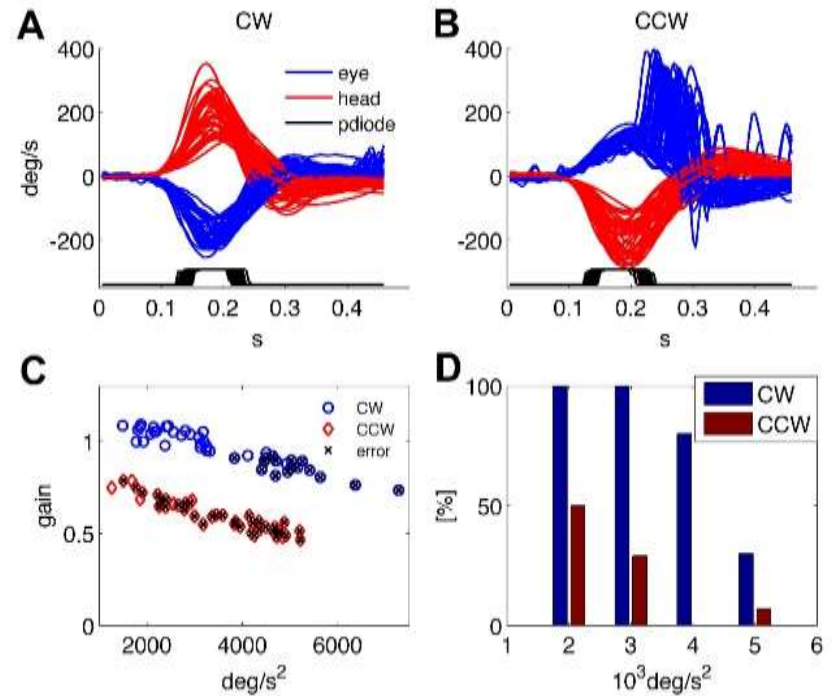 A
CW
400
200
0
-200
deg/s
eye
head
pdiode
0 0.1 0.2 0.3 0.4
s
B
CCW
400
200
0
-200
0 0.1 0.2 0.3 0.4
s
C
1
0.5
0
gain
CW
CCW
error
2000 4000 6000
deg/s²
D
100
50
0
[%]
CW
CCW
1 2 3 4 5 6
10³deg/s²